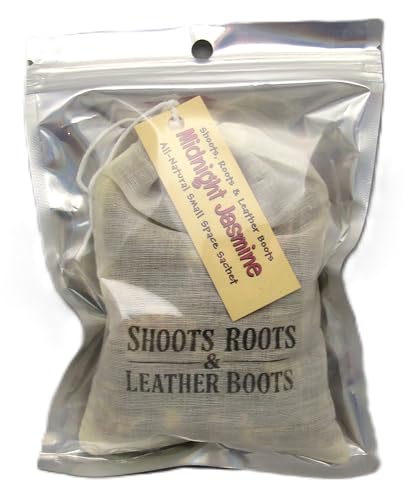 Shoots, Roots & Leather Boots
Midnight Jasmine
All-Natural Small Space Sachet
SHOOTS ROOTS
&
LEATHER BOOTS